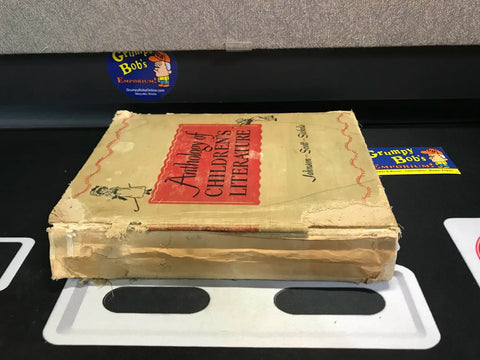 Grumpy
Bob's
EMPORIUM!
Anthology of
CHILDREN'S
LITERATURE
Johnson · Scott · Sickels
Grumpy
Bob's
EMPORIUM!